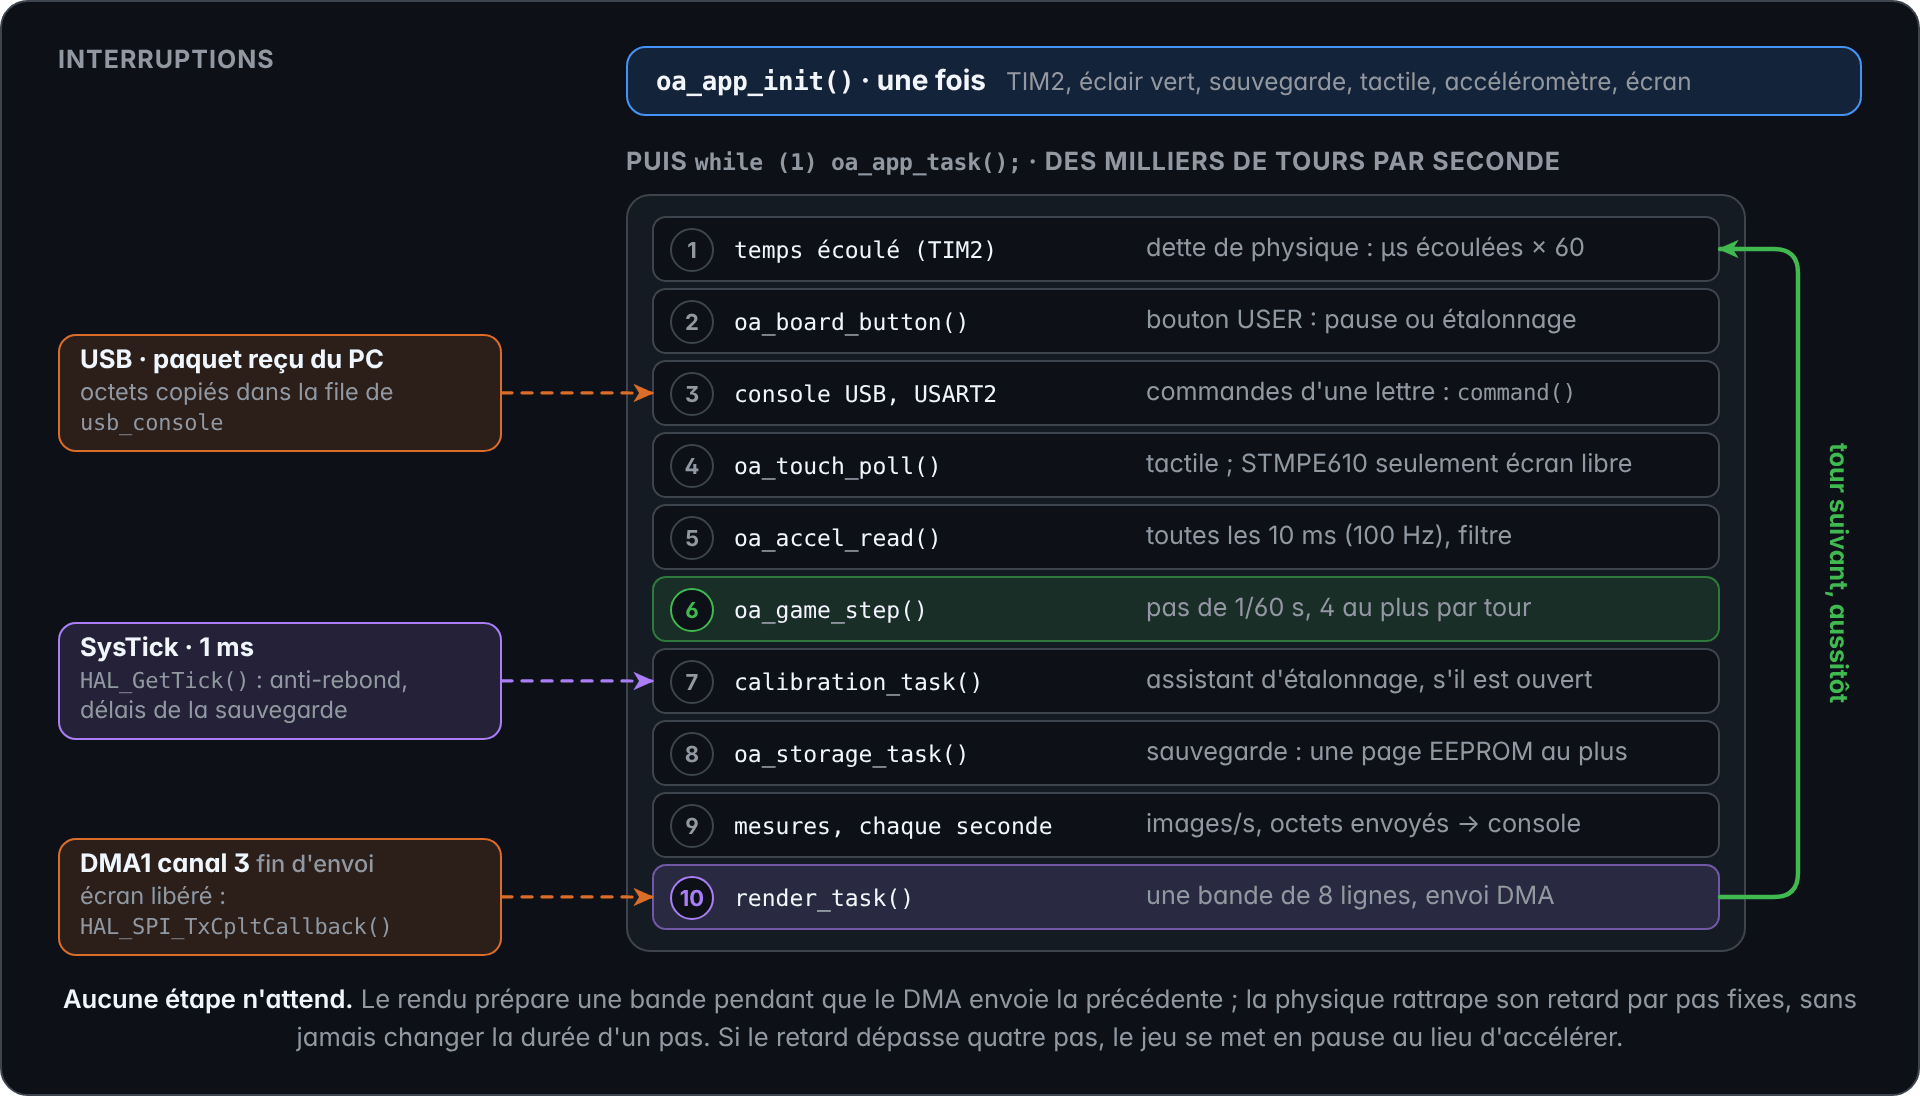 INTERRUPTIONS
oa_app_init() · une fois TIM2, éclair vert, sauvegarde, tactile, accéléromètre, écran
PUIS while (1) oa_app_task(); · DES MILLIERS DE TOURS PAR SECONDE
1 temps écoulé (TIM2) dette de physique : µs écoulées × 60
2 oa_board_button() bouton USER : pause ou étalonnage
USB · paquet reçu du PC
octets copiés dans la file de
usb_console
3 console USB, USART2 commandes d'une lettre : command()
4 oa_touch_poll() tactile ; STMPE610 seulement écran libre
5 oa_accel_read() toutes les 10 ms (100 Hz), filtre
6 oa_game_step() pas de 1/60 s, 4 au plus par tour
SysTick · 1 ms
HAL_GetTick() : anti-rebond,
délais de la sauvegarde
7 calibration_task() assistant d'étalonnage, s'il est ouvert
8 oa_storage_task() sauvegarde : une page EEPROM au plus
9 mesures, chaque seconde images/s, octets envoyés → console
DMA1 canal 3 fin d'envoi
écran libéré :
HAL_SPI_TxCpltCallback()
10 render_task() une bande de 8 lignes, envoi DMA
tour suivant, aussitôt
Aucune étape n'attend. Le rendu prépare une bande pendant que le DMA envoie la précédente ; la physique rattrape son retard par pas fixes, sans
jamais changer la durée d'un pas. Si le retard dépasse quatre pas, le jeu se met en pause au lieu d'accélérer.